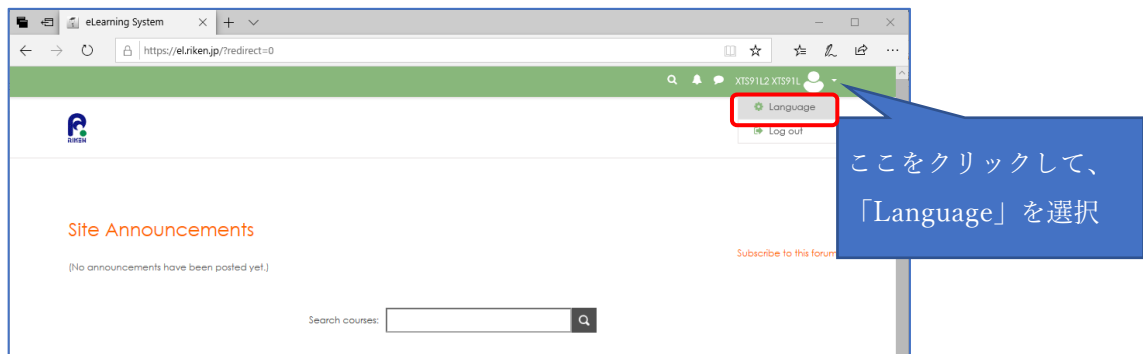 eLearning System
https://el.riken.jp/?redirect=0
XTS91L2 XTS91L
Language
Log out
RIKEN
ここをクリックして、
「Language」を選択
Site Announcements
Subscribe to this forum
(No announcements have been posted yet.)
Search courses: